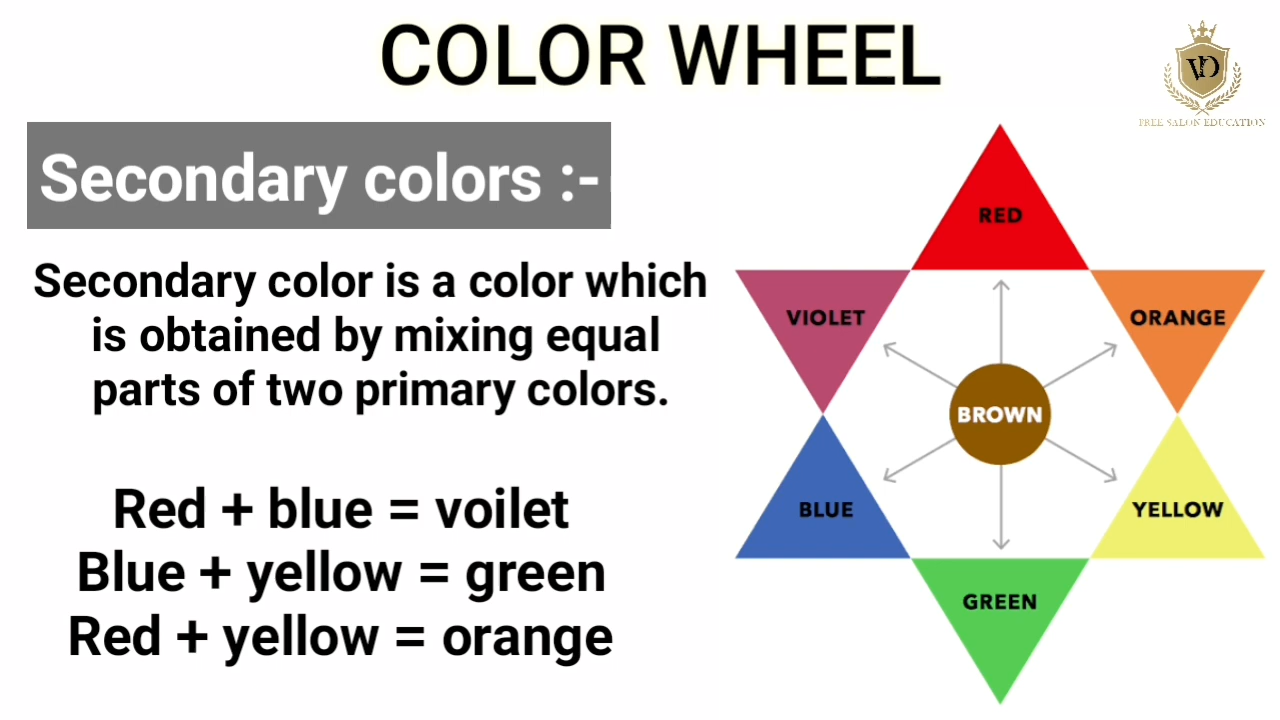 COLOR WHEEL
VD
FREE SALON EDUCATION
Secondary colors :-
Secondary color is a color which
is obtained by mixing equal
parts of two primary colors.
Red + blue = voilet
Blue + yellow = green
Red + yellow = orange
RED
VIOLET
ORANGE
BROWN
BLUE
YELLOW
GREEN